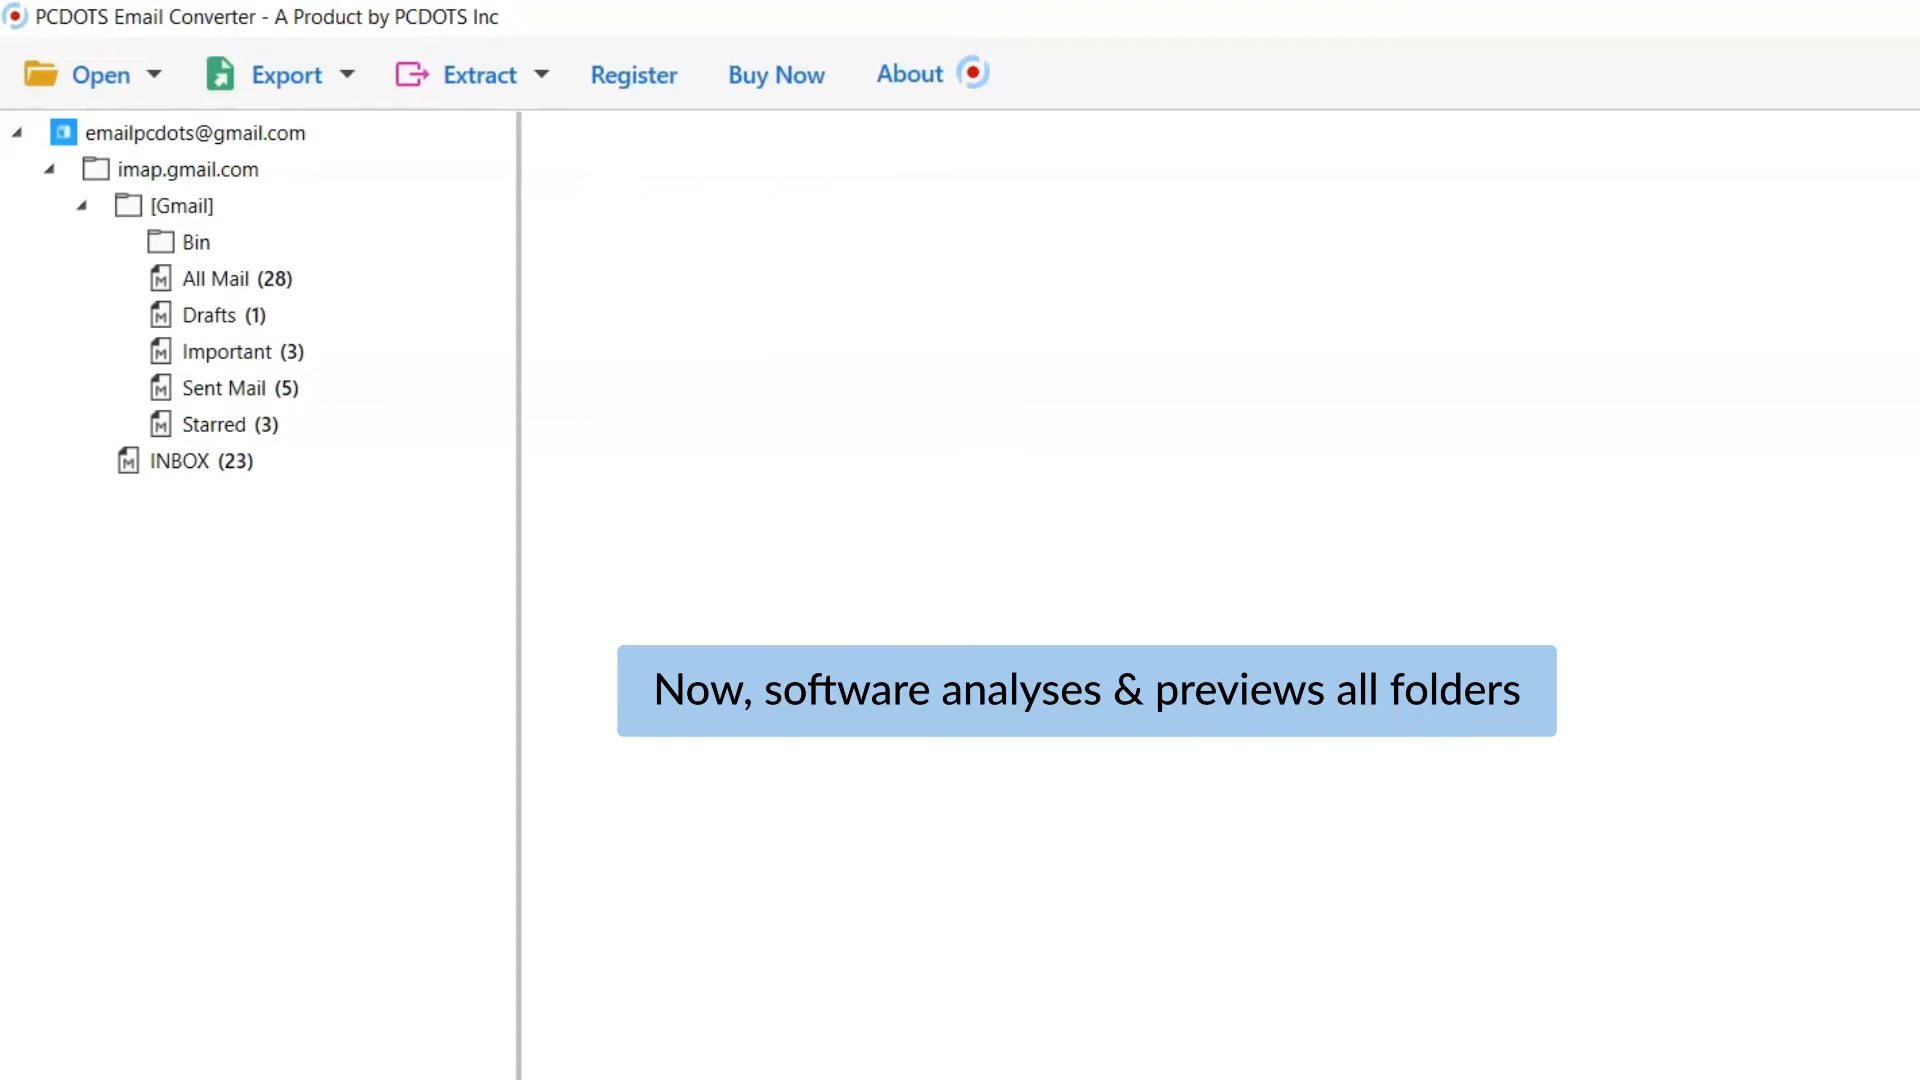 PCDOTS Email Converter - A Product by PCDOTS Inc
Open Export Extract Register Buy Now About
emailpcdots@gmail.com
imap.gmail.com
[Gmail]
Bin
All Mail (28)
Drafts (1)
Important (3)
Sent Mail (5)
Starred (3)
INBOX (23)
Now, software analyses & previews all folders